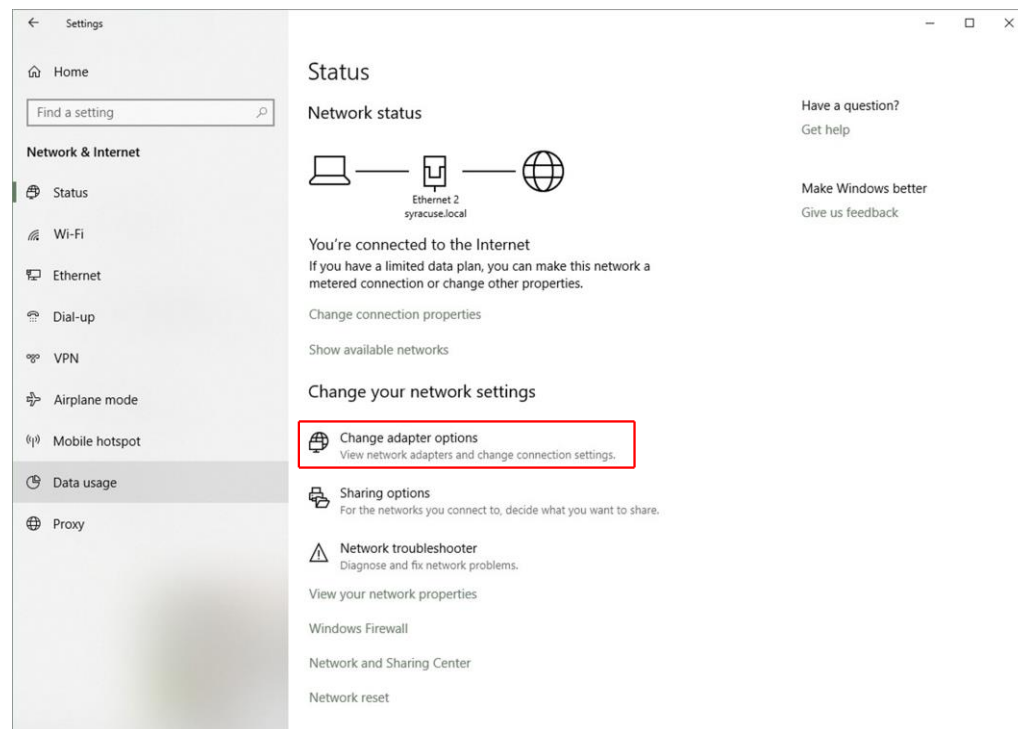 Settings
Home
Find a setting
Network & Internet
Status
Wi-Fi
Ethernet
Dial-up
VPN
Airplane mode
Mobile hotspot
Data usage
Proxy
Status
Network status
Ethernet 2
syracuse.local
You're connected to the Internet
If you have a limited data plan, you can make this network a
metered connection or change other properties.
Change connection properties
Show available networks
Change your network settings
Change adapter options
View network adapters and change connection settings.
Sharing options
For the networks you connect to, decide what you want to share.
Network troubleshooter
Diagnose and fix network problems.
View your network properties
Windows Firewall
Network and Sharing Center
Network reset
Have a question?
Get help
Make Windows better
Give us feedback